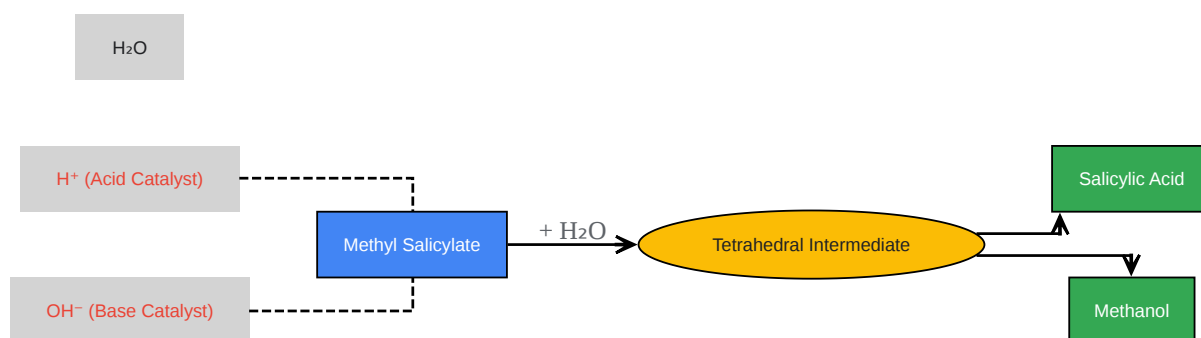 H₂O
H⁺ (Acid Catalyst)
Salicylic Acid
Methyl Salicylate
+ H₂O
Tetrahedral Intermediate
OH⁻ (Base Catalyst)
Methanol